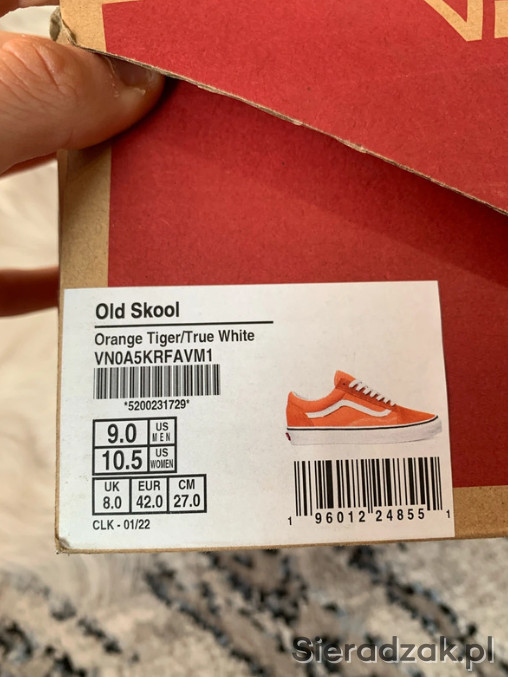 Old Skool
Orange Tiger/True White
VN0A5KRFAVM1
*5200231729*
9.0 US MEN
10.5 US WOMEN
UK EUR CM
8.0 42.0 27.0
CLK - 01/22
1 96012 24855 1
Sieradzak.pl